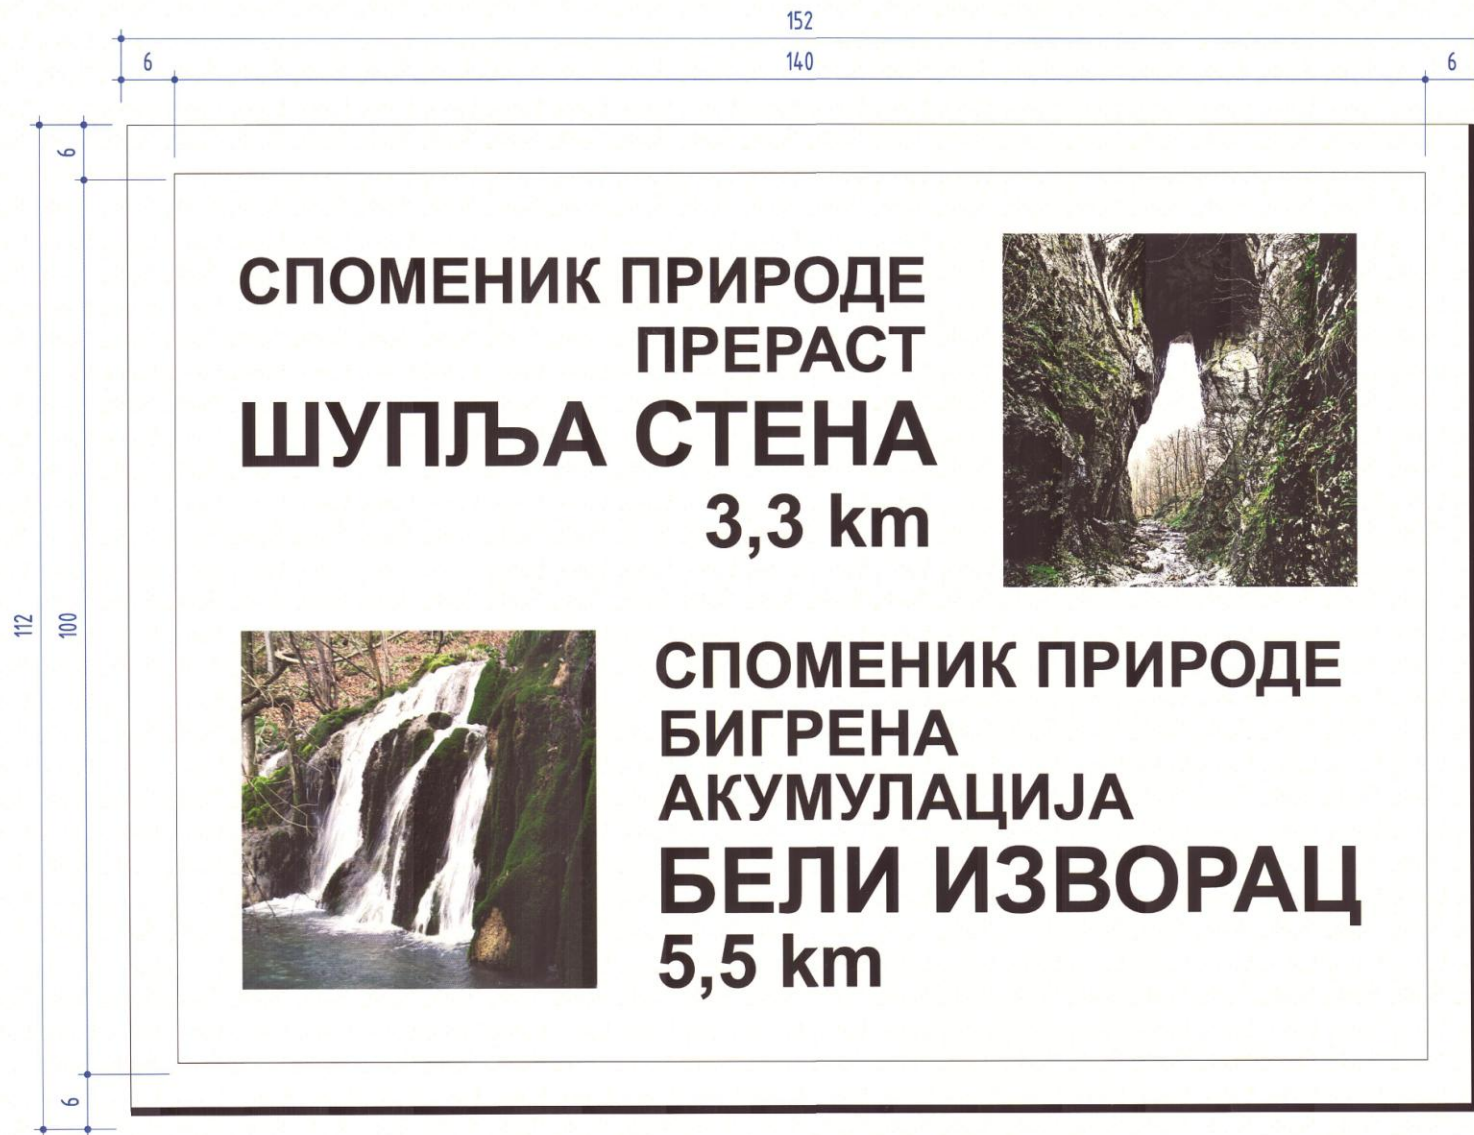 152
6 140 6
6
СПОМЕНИК ПРИРОДЕ
ПРЕРАСТ
ШУПЉА СТЕНА
3,3 km
112 100
СПОМЕНИК ПРИРОДЕ
БИГРЕНА
АКУМУЛАЦИЈА
БЕЛИ ИЗВОРАЦ
5,5 km
6